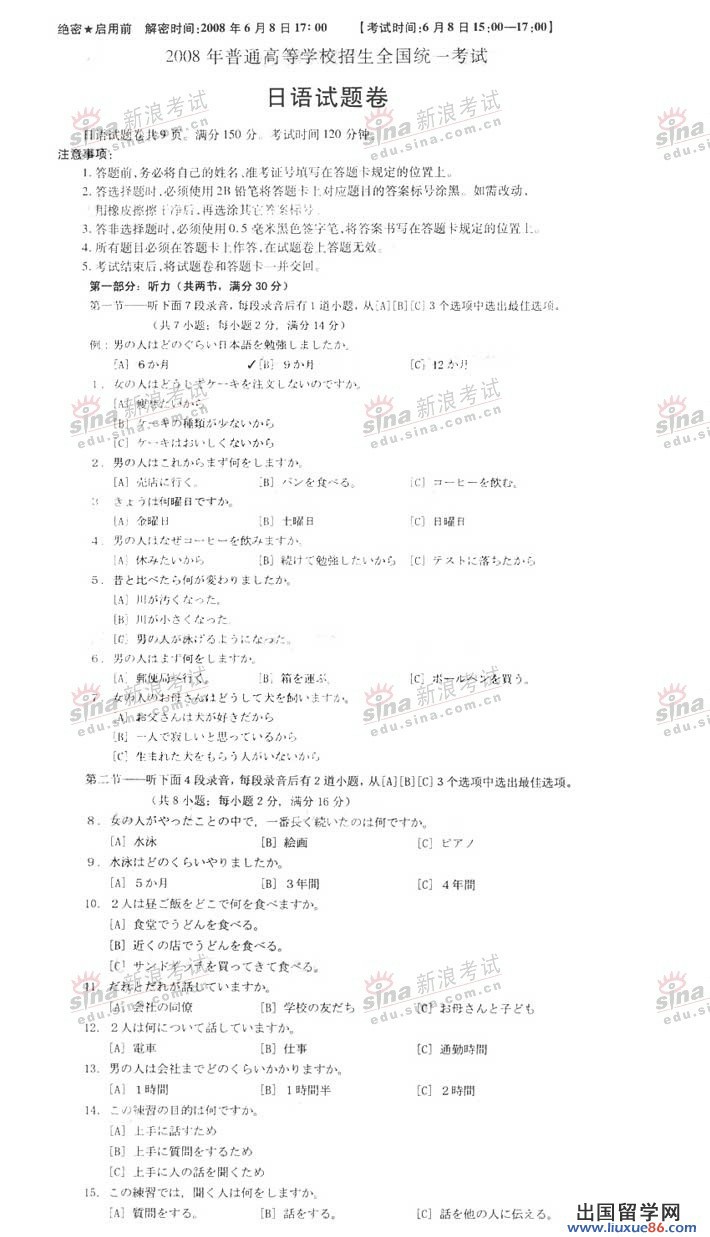 绝密★启用前 解密时间:2008年6月8日17:00 【考试时间:6月8日15:00—17:00】
2008年普通高等学校招生全国统一考试
日语试题卷
日语试题卷共9页。满分150分。考试时间120分钟。
注意事项:
1.答题前,务必将自己的姓名、准考证号填写在答题卡规定的位置上。
2.答选择题时,必须使用2B铅笔将答题卡上对应题目的答案标号涂黑。如需改动,
用橡皮擦擦干净后,再选涂其它答案标号。
3.答非选择题时,必须使用0.5毫米黑色签字笔,将答案书写在答题卡规定的位置上。
4.所有题目必须在答题卡上作答,在试题卷上答题无效。
5.考试结束后,将试题卷和答题卡一并交回。
第一部分:听力(共两节,满分30分)
第一节——听下面7段录音,每段录音后有1道小题,从[A][B][C]3个选项中选出最佳选项。
(共7小题;每小题2分,满分14分)
例:男の人はどのぐらい日本語を勉強しましたか。
[A] 6か月 ✓[B] 9か月 [C] 12か月
1. 女の人はどうしてケーキを注文しないのですか。
[A] 痩せたいから
[B] ケーキの種類が少ないから
[C] ケーキはおいしくないから
2. 男の人はこれからまず何をしますか。
[A] 売店に行く。 [B] パンを食べる。 [C] コーヒーを飲む。
3 きょうは何曜日ですか。
[A] 金曜日 [B] 土曜日 [C] 日曜日
4. 男の人はなぜコーヒーを飲みますか。
[A] 休みたいから [B] 続けて勉強したいから [C] テストに落ちたから
5. 昔と比べたら何が変わりましたか。
[A] 川が汚くなった。
[B] 川が小さくなった
[C] 男の人が泳げるようになった。
6. 男の人はまず何をしますか。
[A] 郵便局へ行く。 [B] 箱を運ぶ。 [C] ボールペンを買う。
7. 女の人のお母さんはどうして犬を飼いますか。
[A] お父さんは犬が好きだから
[B] 一人で寂しいと思っているから
[C] 生まれた犬をもらう人がいないから
第二节——听下面4段录音,每段录音后有2道小题,从[A][B][C]3个选项中选出最佳选项。
(共8小题;每小题2分,满分16分)
8. 女の人がやったことの中で、一番長く続いたのは何ですか。
[A] 水泳 [B] 絵画 [C] ピアノ
9. 水泳はどのくらいやりましたか。
[A] 5か月 [B] 3年間 [C] 4年間
10. 2人は昼ご飯をどこで何を食べますか。
[A] 食堂でうどんを食べる。
[B] 近くの店でうどんを食べる。
[C] サンドイッチを買ってきて食べる。
11. だれとだれが話していますか。
[A] 会社の同僚 [B] 学校の友だち [C] お母さんと子ども
12. 2人は何について話していますか。
[A] 電車 [B] 仕事 [C] 通勤時間
13. 男の人は会社までどのくらいかかりますか。
[A] 1時間 [B] 1時間半 [C] 2時間
14. この練習の目的は何ですか。
[A] 上手に話すため
[B] 上手に質問をするため
[C] 上手に人の話を聞くため
15. この練習では、聞く人は何をしますか。
[A] 質問をする。 [B] 話をする。 [C] 話を他の人に伝える。
sina 新浪考试
edu.sina.com.cn
出国留学网
www.liuxue86.com